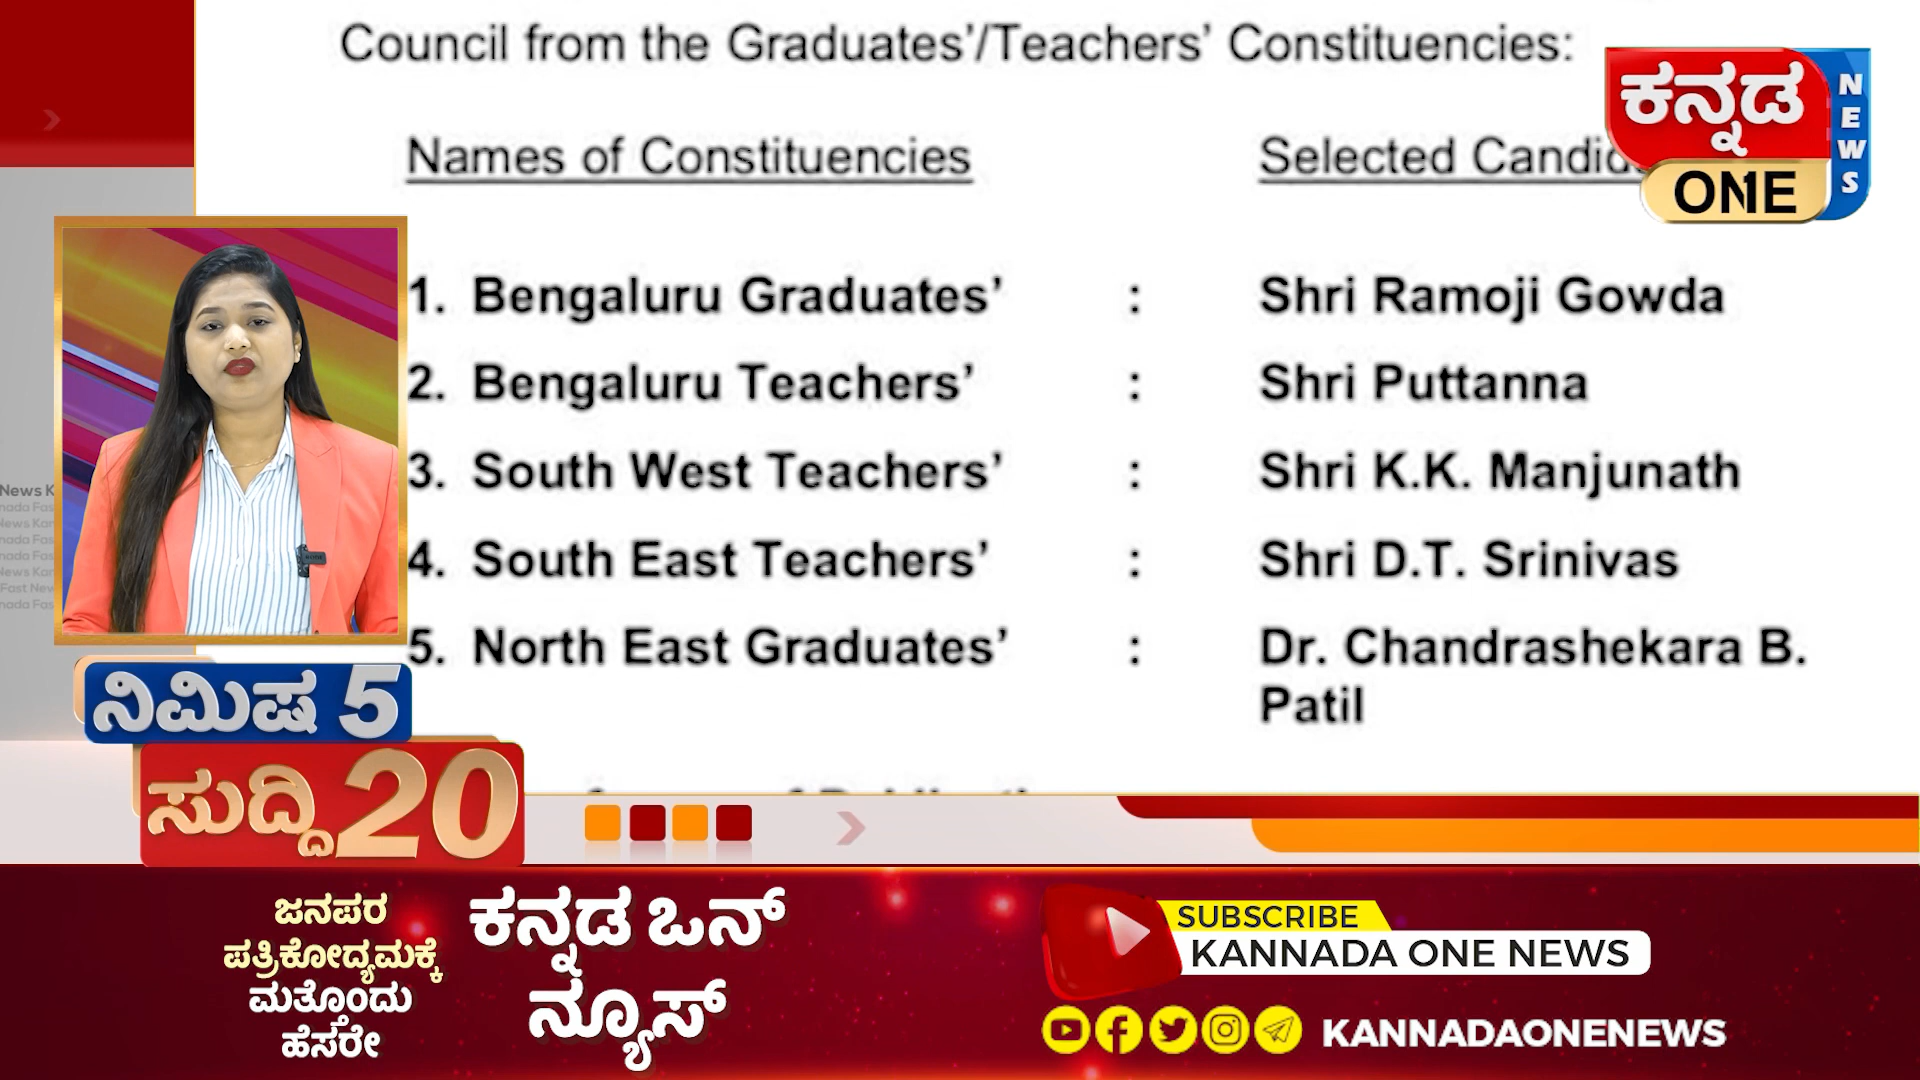 Council from the Graduates'/Teachers' Constituencies:
Names of Constituencies Selected
ಕನ್ನಡ
NEWS
ONE
1. Bengaluru Graduates' : Shri Ramoji Gowda
2. Bengaluru Teachers' : Shri Puttanna
3. South West Teachers' : Shri K.K. Manjunath
4. South East Teachers' : Shri D.T. Srinivas
5. North East Graduates' : Dr. Chandrashekara B.
Patil
ನಿಮಿಷ 5
ಸುದ್ದಿ 20
ಜನಪರ
ಪತ್ರಿಕೋದ್ಯಮಕ್ಕೆ
ಮತ್ತೊಂದು
ಹೆಸರೇ
ಕನ್ನಡ ಒನ್
ನ್ಯೂಸ್
SUBSCRIBE
KANNADA ONE NEWS
KANNADAONENEWS